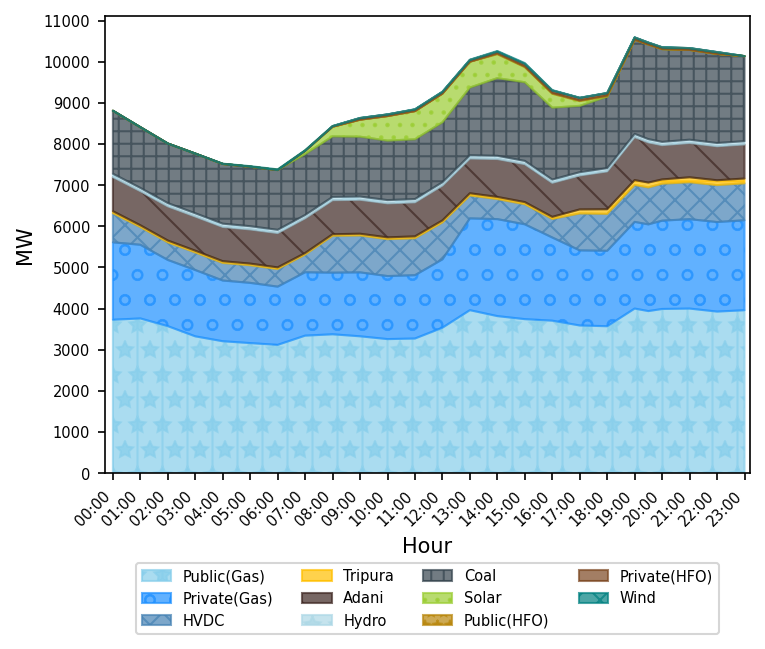 11000
10000
9000
8000
7000
6000
5000
4000
3000
2000
1000
0
MW
00:00 01:00 02:00 03:00 04:00 05:00 06:00 07:00 08:00 09:00 10:00 11:00 12:00 13:00 14:00 15:00 16:00 17:00 18:00 19:00 20:00 21:00 22:00 23:00
Hour
Public(Gas) Tripura Coal Private(HFO)
Private(Gas) Adani Solar Wind
HVDC Hydro Public(HFO)